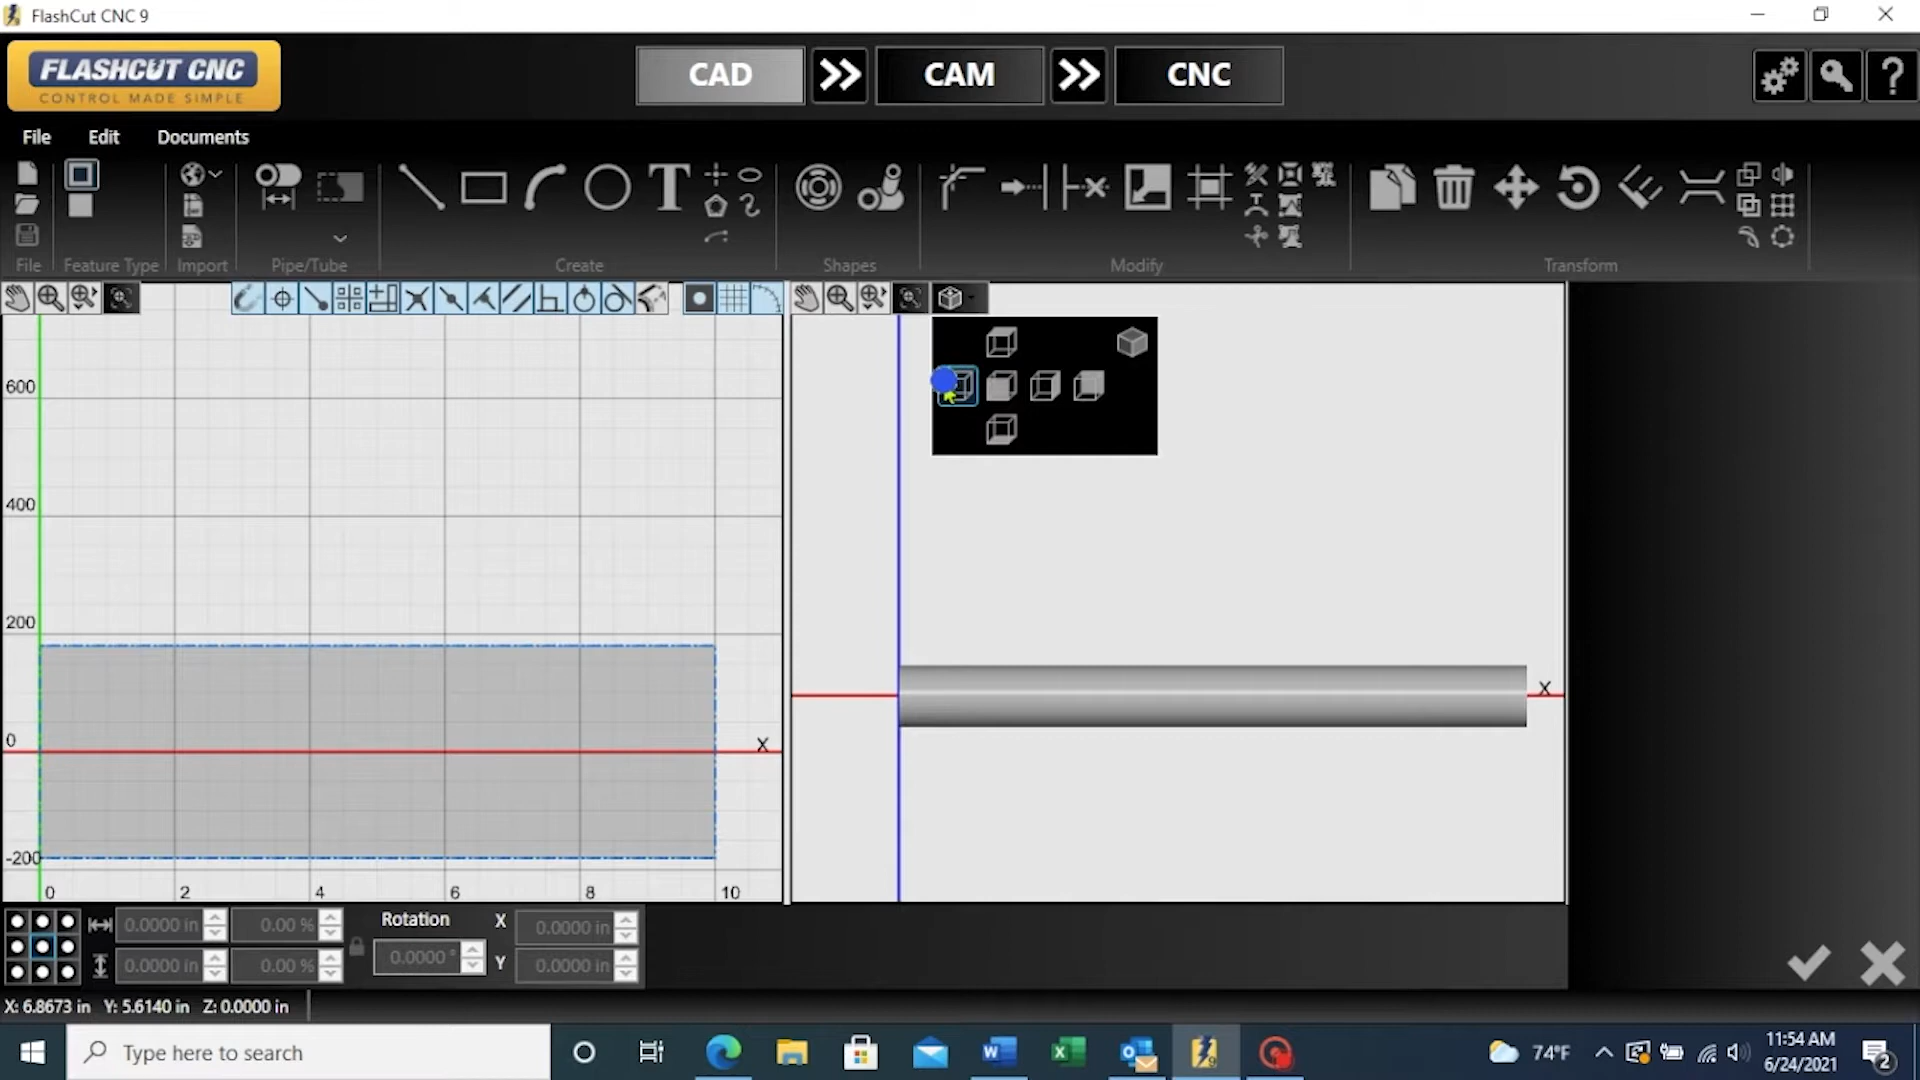 FlashCut CNC 9
FLASHCUT CNC
CONTROL MADE SIMPLE
CAD
CAM
CNC
File Edit Documents
T
File Feature Type Import Pipe/Tube Create Shapes Modify Transform
600
400
200
0
-200
0 2 4 6 8 10
X
X
0.0000 in 0.00 % Rotation X 0.0000 in
0.0000 in 0.00 % 0.0000 ° Y 0.0000 in
X: 6.8673 in Y: 5.6140 in Z: 0.0000 in
Type here to search
74°F
11:54 AM
6/24/2021
2